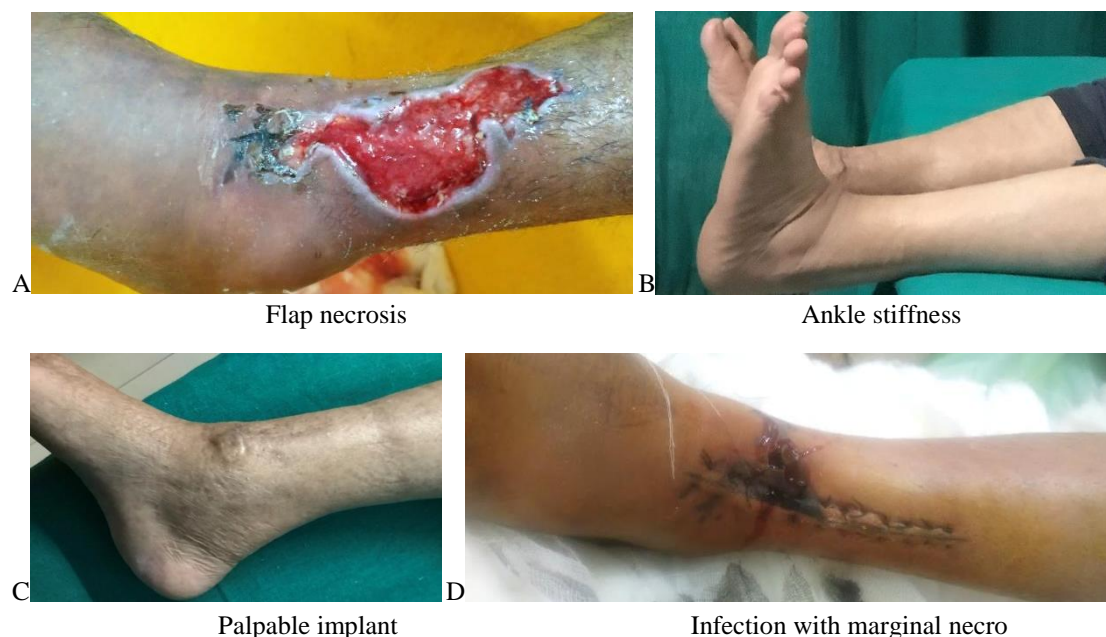 A
B
Flap necrosis
Ankle stiffness
C
D
Palpable implant
Infection with marginal necro